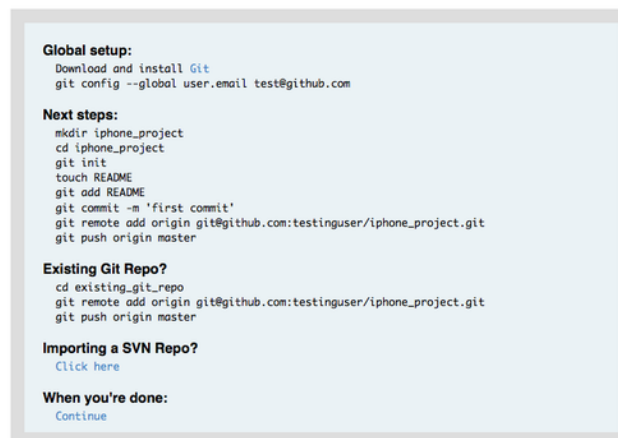 Global setup:
Download and install Git
git config --global user.email test@github.com
Next steps:
mkdir iphone_project
cd iphone_project
git init
touch README
git add README
git commit -m 'first commit'
git remote add origin git@github.com:testinguser/iphone_project.git
git push origin master
Existing Git Repo?
cd existing_git_repo
git remote add origin git@github.com:testinguser/iphone_project.git
git push origin master
Importing a SVN Repo?
Click here
When you're done:
Continue